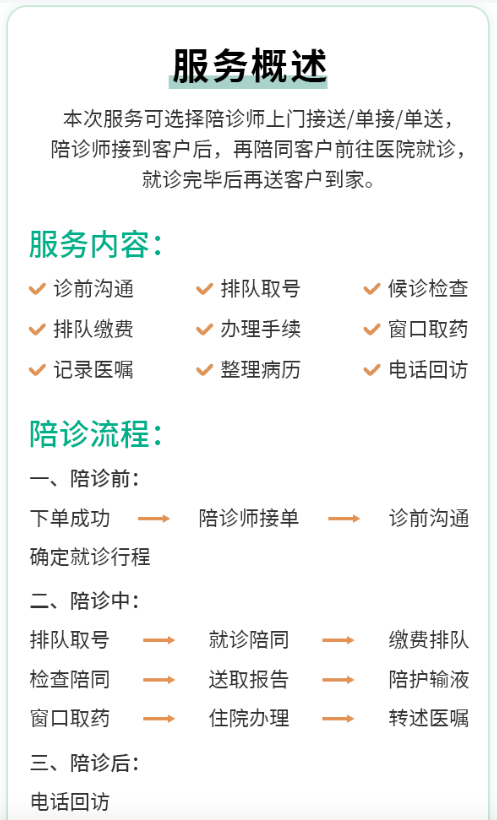 服务概述
本次服务可选择陪诊师上门接送/单接/单送，
陪诊师接到客户后，再陪同客户前往医院就诊，
就诊完毕后再送客户到家。
服务内容：
诊前沟通 排队取号 候诊检查
排队缴费 办理手续 窗口取药
记录医嘱 整理病历 电话回访
陪诊流程：
一、陪诊前：
下单成功 陪诊师接单 诊前沟通
确定就诊行程
二、陪诊中：
排队取号 就诊陪同 缴费排队
检查陪同 送取报告 陪护输液
窗口取药 住院办理 转述医嘱
三、陪诊后：
电话回访